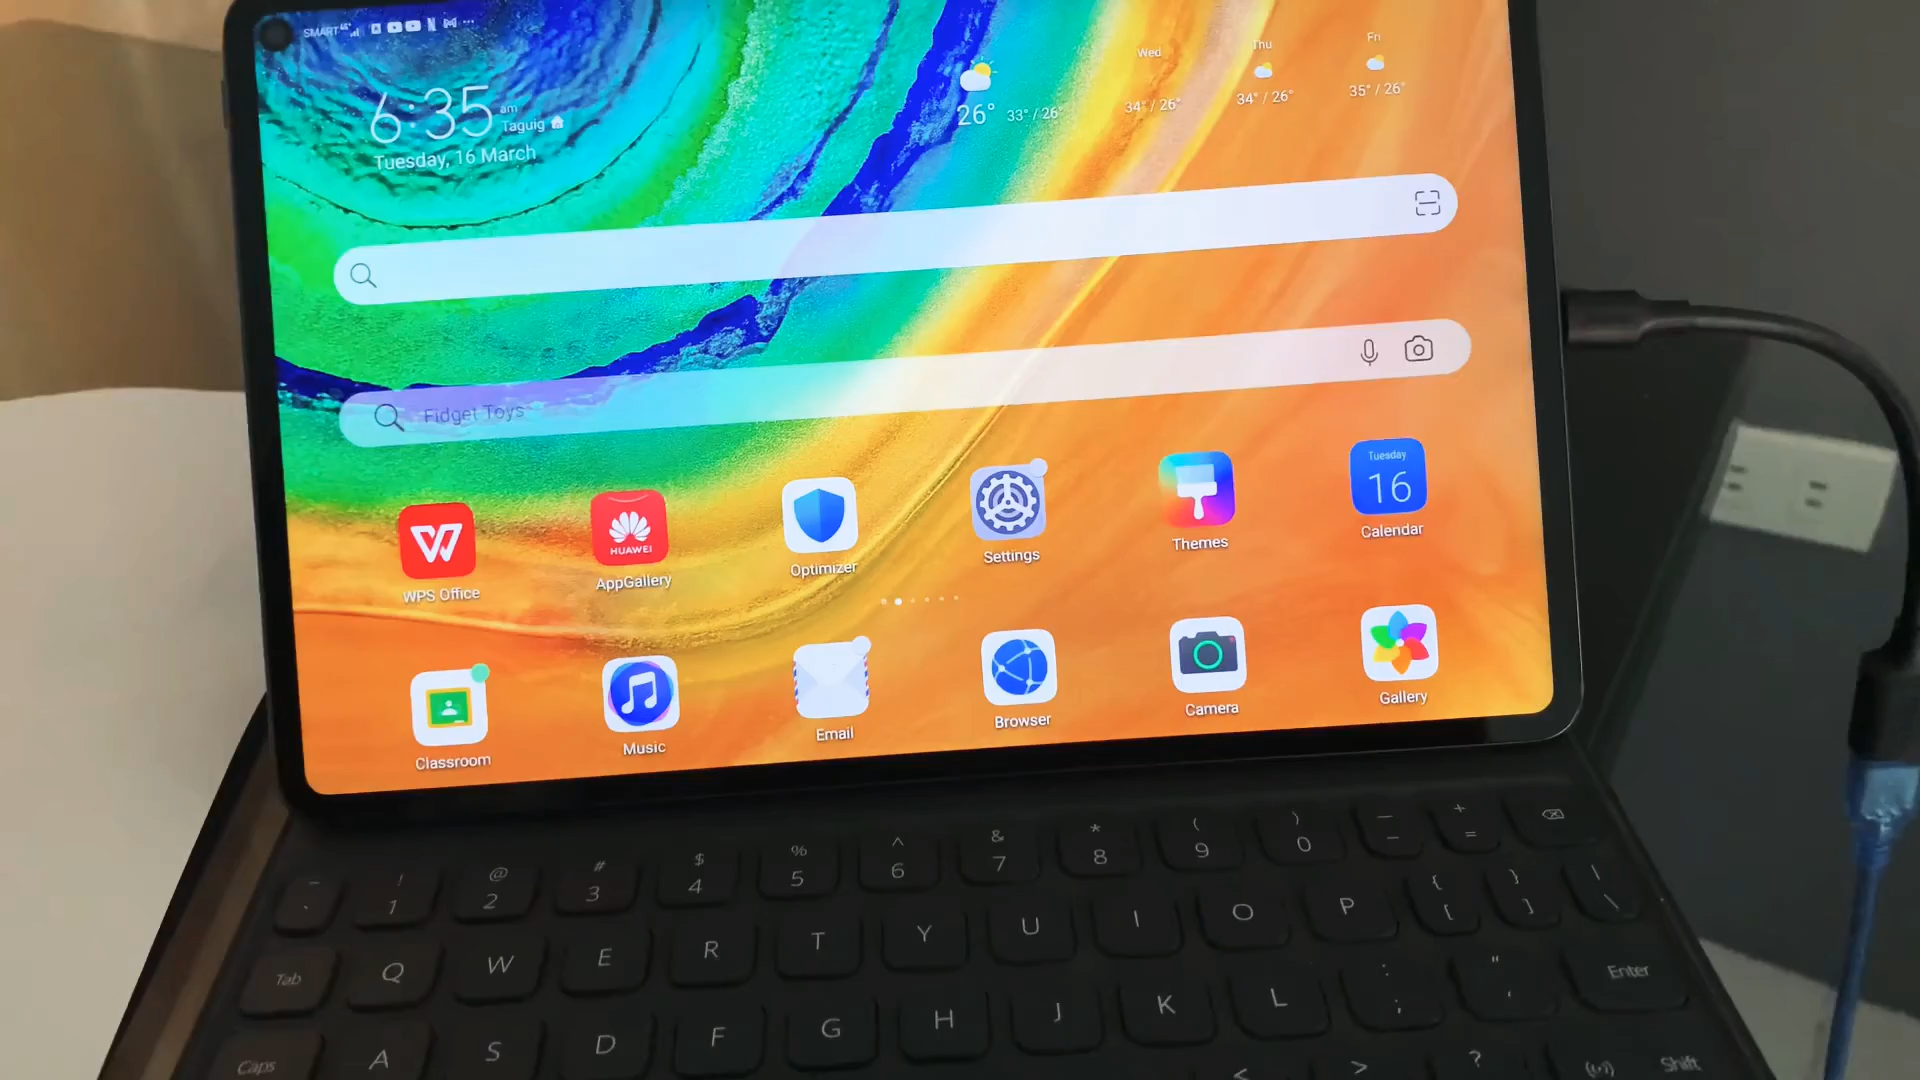 SMART 4G+
6:35 am
Taguig
Tuesday, 16 March
26° 33° / 26°
Wed
34° / 26°
Thu
34° / 26°
Fri
35° / 26°
Fidget Toys
HUAWEI
Tuesday
16
WPS Office AppGallery Optimizer Settings Themes Calendar
Classroom Music Email Browser Camera Gallery
~ ! @ # $ % ^ & * ( ) _ +
` 1 2 3 4 5 6 7 8 9 0 - =
Tab Q W E R T Y U I O P { [ } ] | \
Caps A S D F G H J K L : ; " ' Enter
< > ? Shift